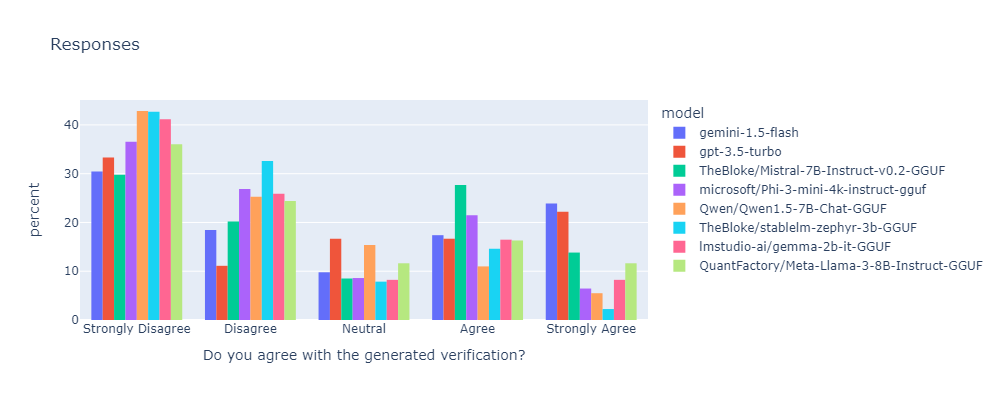 Responses
percent
40
30
20
10
0
Strongly Disagree
Disagree
Neutral
Agree
Strongly Agree
Do you agree with the generated verification?
model
gemini-1.5-flash
gpt-3.5-turbo
TheBloke/Mistral-7B-Instruct-v0.2-GGUF
microsoft/Phi-3-mini-4k-instruct-gguf
Qwen/Qwen1.5-7B-Chat-GGUF
TheBloke/stablelm-zephyr-3b-GGUF
lmstudio-ai/gemma-2b-it-GGUF
QuantFactory/Meta-Llama-3-8B-Instruct-GGUF